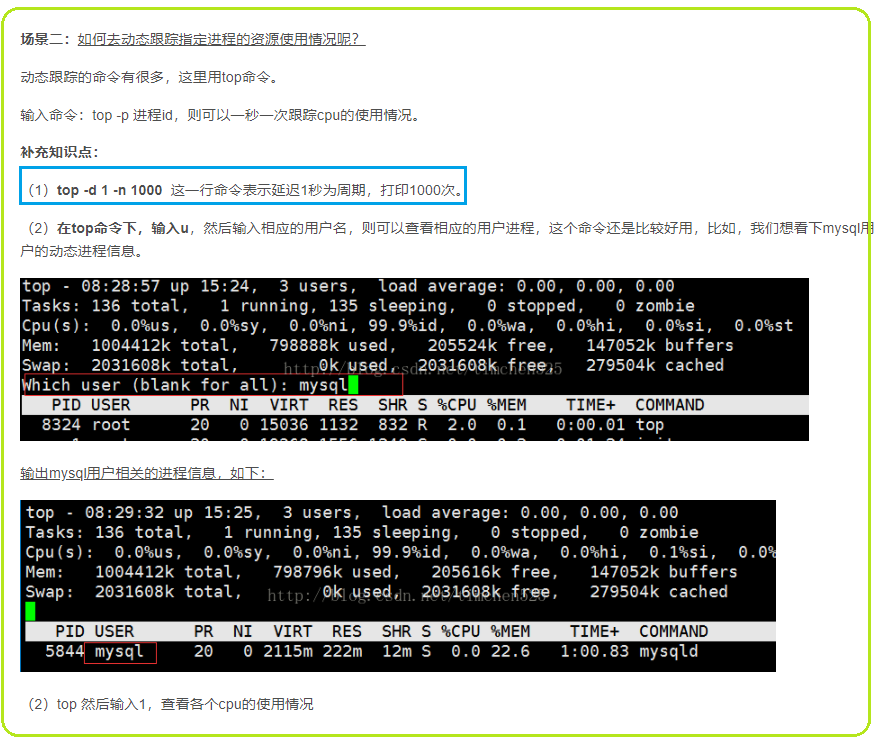 场景二：如何去动态跟踪指定进程的资源使用情况呢？
动态跟踪的命令有很多，这里用top命令。
输入命令：top -p 进程id，则可以一秒一次跟踪cpu的使用情况。
补充知识点：
（1）top -d 1 -n 1000 这一行命令表示延迟1秒为周期，打印1000次。
（2）在top命令下，输入u，然后输入相应的用户名，则可以查看相应的用户进程，这个命令还是比较好用，比如，我们想看下mysql用
户的动态进程信息。
top - 08:28:57 up 15:24,  3 users,  load average: 0.00, 0.00, 0.00
Tasks: 136 total,   1 running, 135 sleeping,   0 stopped,   0 zombie
Cpu(s):  0.0%us,  0.0%sy,  0.0%ni, 99.9%id,  0.0%wa,  0.0%hi,  0.0%si,  0.0%st
Mem:   1004412k total,   798888k used,   205524k free,   147052k buffers
Swap:  2031608k total,        0k used,  2031608k free,   279504k cached
http://blog.csdn.net/timchen525
Which user (blank for all): mysql
PID USER      PR  NI  VIRT  RES  SHR S %CPU %MEM    TIME+  COMMAND
8324 root      20   0 15036 1132  832 R  2.0  0.1   0:00.01 top
输出mysql用户相关的进程信息，如下：
top - 08:29:32 up 15:25,  3 users,  load average: 0.00, 0.00, 0.00
Tasks: 136 total,   1 running, 135 sleeping,   0 stopped,   0 zombie
Cpu(s):  0.0%us,  0.0%sy,  0.0%ni, 99.9%id,  0.0%wa,  0.0%hi,  0.1%si,  0.0%
Mem:   1004412k total,   798796k used,   205616k free,   147052k buffers
Swap:  2031608k total,        0k used,  2031608k free,   279504k cached
http://blog.csdn.net/timchen525
PID USER      PR  NI  VIRT  RES  SHR S %CPU %MEM    TIME+  COMMAND
5844 mysql     20   0 2115m 222m  12m S  0.0 22.6   1:00.83 mysqld
（2）top 然后输入1，查看各个cpu的使用情况